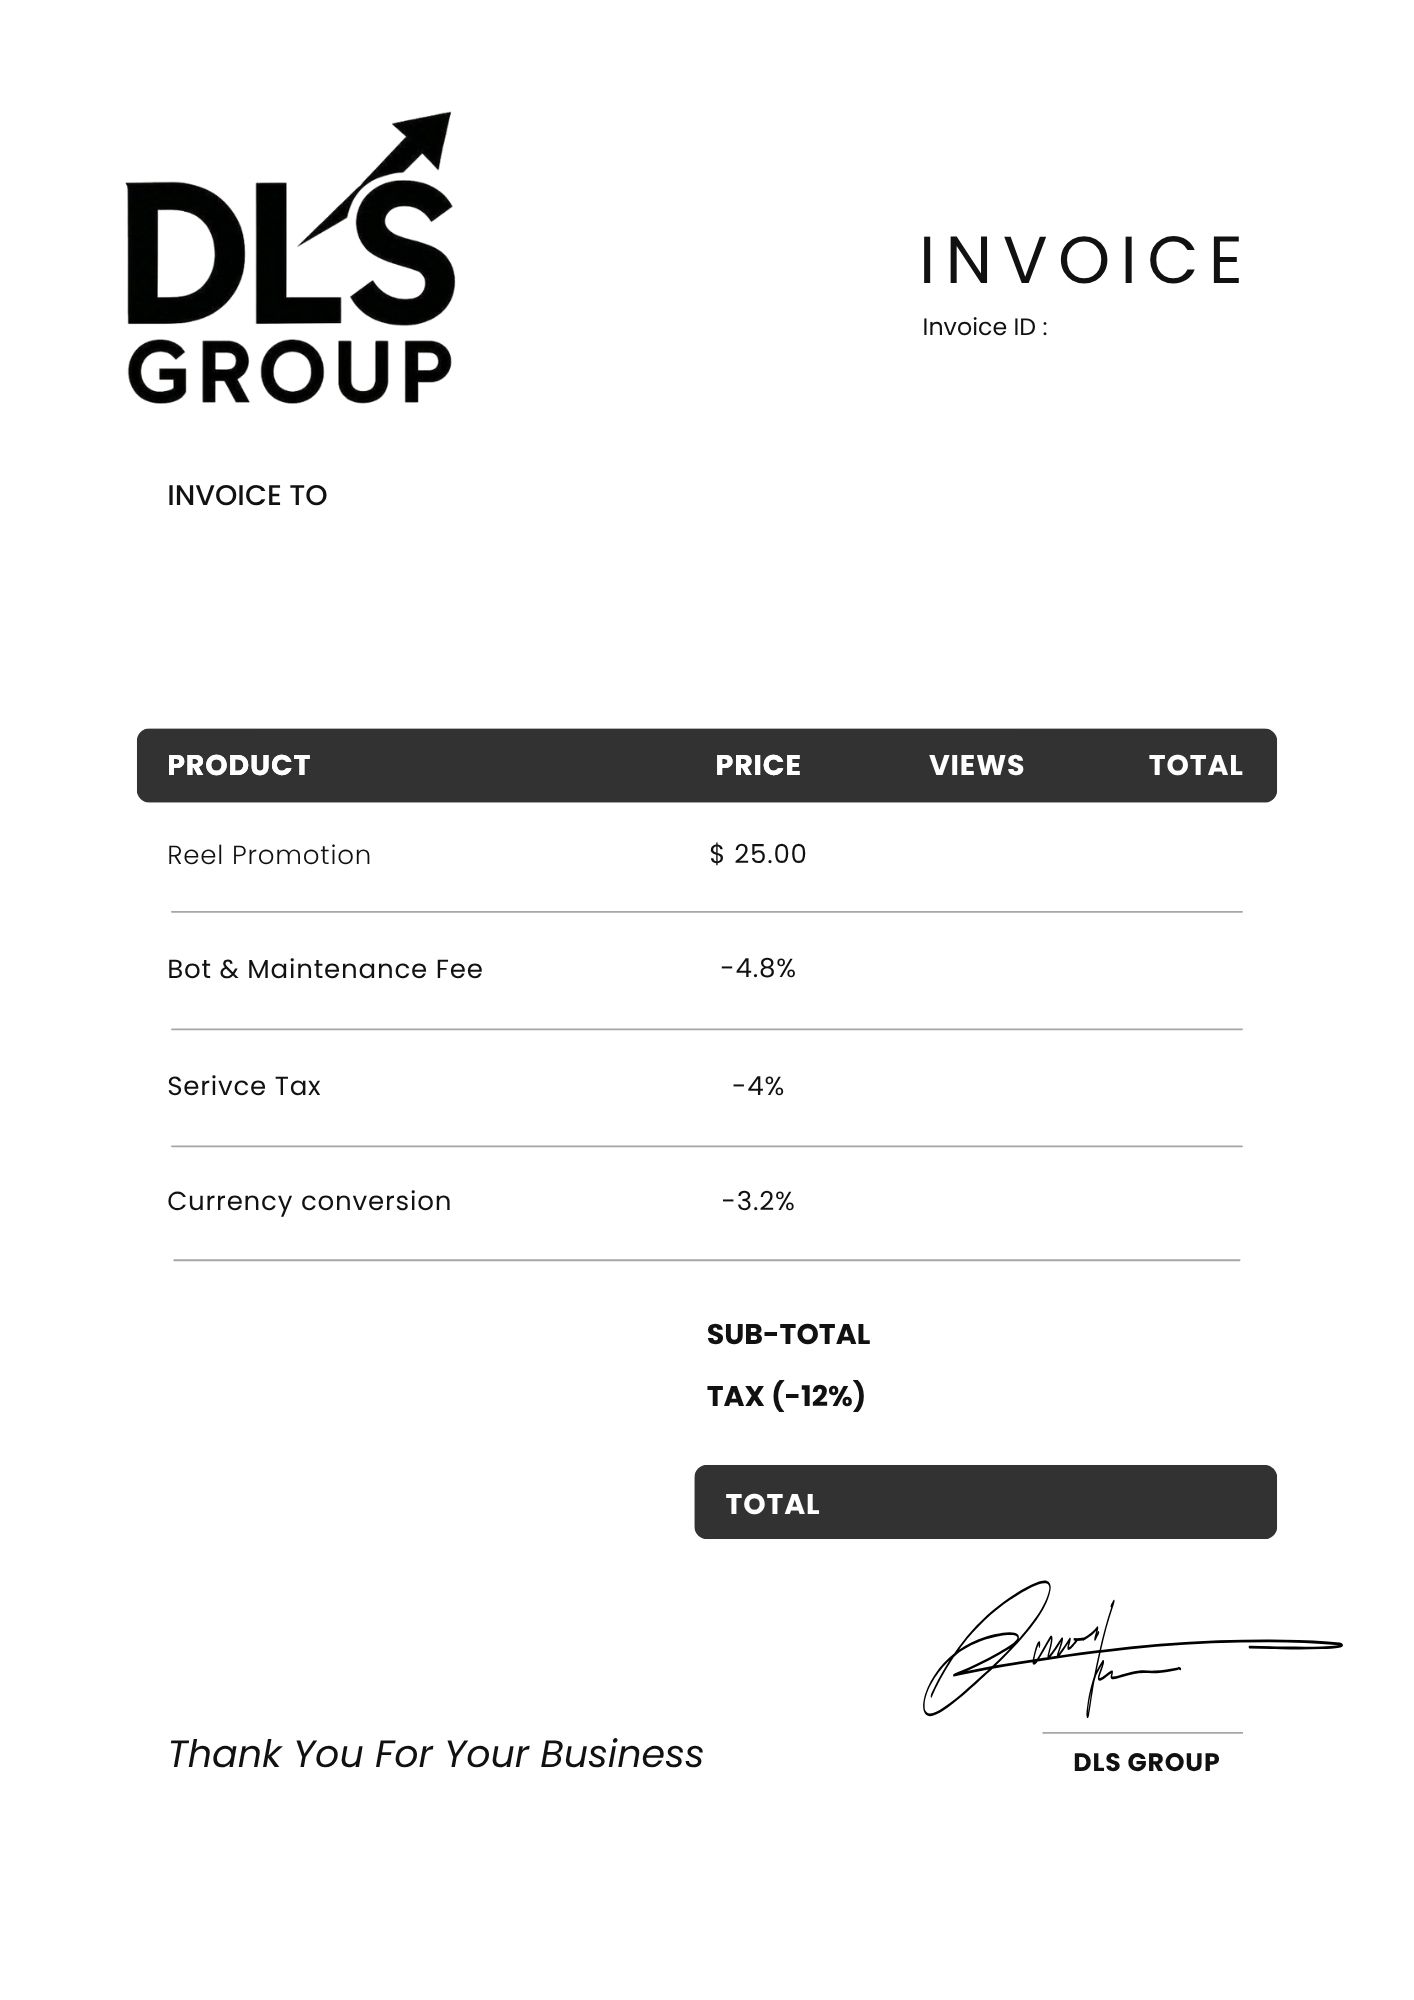 DLS
GROUP
INVOICE
Invoice ID :
INVOICE TO
PRODUCT PRICE VIEWS TOTAL
Reel Promotion $ 25.00
Bot & Maintenance Fee -4.8%
Serivce Tax -4%
Currency conversion -3.2%
SUB-TOTAL
TAX (-12%)
TOTAL
Thank You For Your Business
DLS GROUP